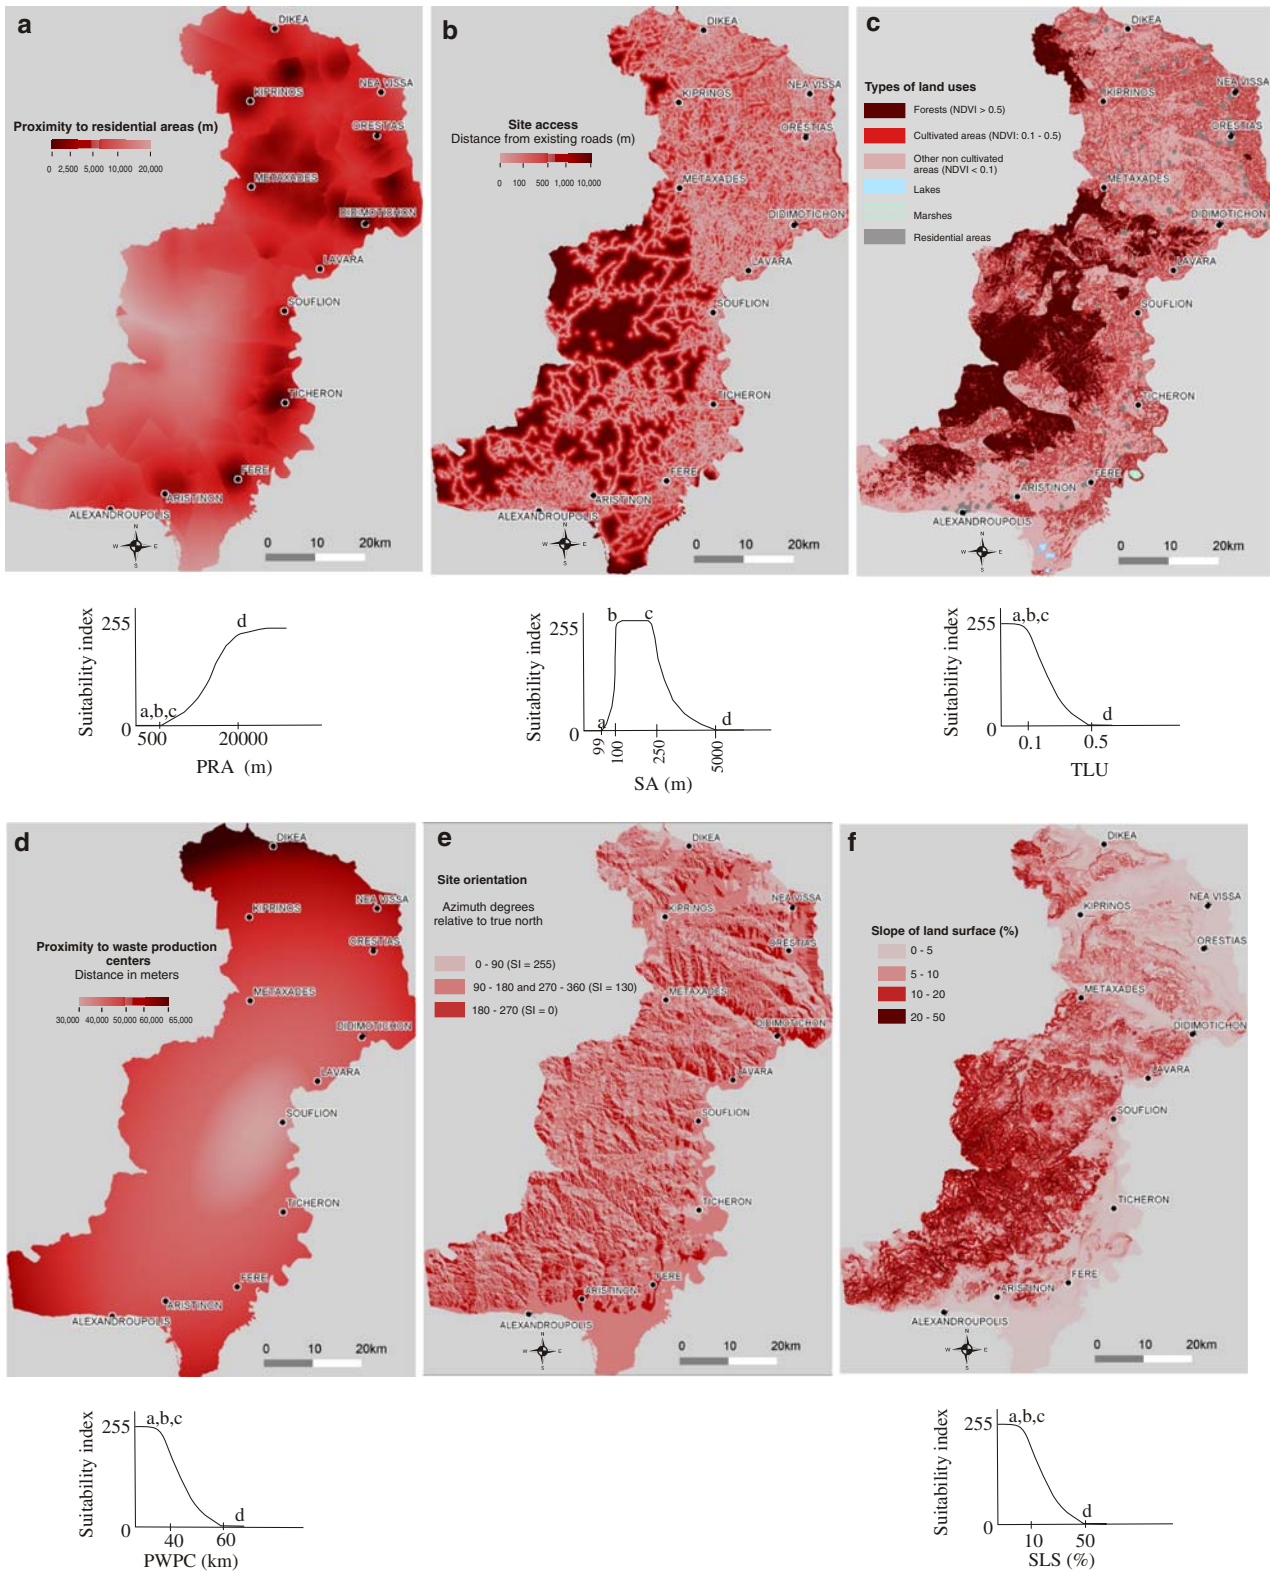 a
DIKEA
KIPRINOS
NEA VISSA
Proximity to residential areas (m)
0 2,500 5,000 10,000 20,000
ORESTIAS
METAXADES
DIDIMOTICHON
LAVARA
SOUFLION
TICHERON
FERE
ARISTINON
ALEXANDROUPOLIS
N
W E
S
0 10 20km
b
DIKEA
KIPRINOS
NEA VISSA
Site access
Distance from existing roads (m)
0 100 500 1,000 10,000
ORESTIAS
METAXADES
DIDIMOTICHON
LAVARA
SOUFLION
TICHERON
FERE
ARISTINON
ALEXANDROUPOLIS
N
W E
S
0 10 20km
c
DIKEA
Types of land uses
NEA VISSA
KIPRINOS
Forests (NDVI > 0.5)
Cultivated areas (NDVI: 0.1 - 0.5)
ORESTIAS
Other non cultivated
areas (NDVI < 0.1)
Lakes
METAXADES
Marshes
DIDIMOTICHON
Residential areas
LAVARA
SOUFLION
TICHERON
FERE
ARISTINON
ALEXANDROUPOLIS
N
W E
S
0 10 20km
Suitability index
255
0
a,b,c
d
500 20000
PRA (m)
Suitability index
255
0
a
b
c
d
99 100 250 5000
SA (m)
Suitability index
255
0
a,b,c
d
0.1 0.5
TLU
d
DIKEA
KIPRINOS
NEA VISSA
ORESTIAS
Proximity to waste production
centers
Distance in meters
30,000 40,000 50,000 60,000 65,000
METAXADES
DIDIMOTICHON
LAVARA
SOUFLION
TICHERON
FERE
ARISTINON
ALEXANDROUPOLIS
N
W E
S
0 10 20km
e
DIKEA
Site orientation
Azimuth degrees
relative to true north
NEA VISSA
KIPRINOS
ORESTIAS
0 - 90 (SI = 255)
90 - 180 and 270 - 360 (SI = 130)
180 - 270 (SI = 0)
METAXADES
DIDIMOTICHON
LAVARA
SOUFLION
TICHERON
FERE
ARISTINON
ALEXANDROUPOLIS
N
W E
S
0 10 20km
f
DIKEA
NEA VISSA
KIPRINOS
Slope of land surface (%)
ORESTIAS
0 - 5
5 - 10
10 - 20
20 - 50
METAXADES
DIDIMOTICHON
LAVARA
SOUFLION
TICHERON
FERE
ARISTINON
ALEXANDROUPOLIS
N
W E
S
0 10 20km
Suitability index
255
0
a,b,c
d
40 60
PWPC (km)
Suitability index
255
0
a,b,c
d
10 50
SLS (%)